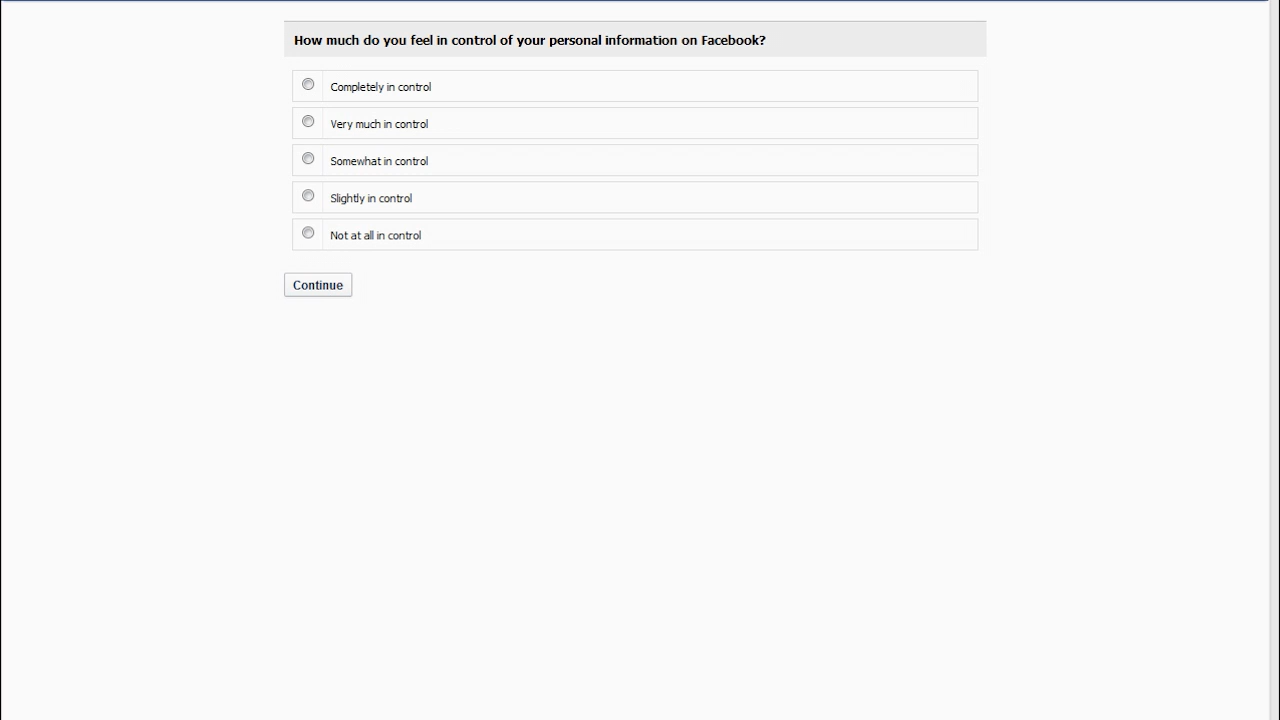 How much do you feel in control of your personal information on Facebook?
Completely in control
Very much in control
Somewhat in control
Slightly in control
Not at all in control
Continue